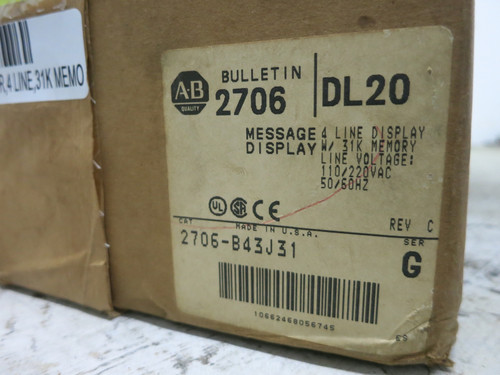 R,4 LINE,31K MEMO
A-B
QUALITY
BULLETIN
2706
DL20
MESSAGE
DISPLAY
4 LINE DISPLAY
W/ 31K MEMORY
LINE VOLTAGE:
110/220VAC
50/60HZ
UL
SA
CE
CAT
MADE IN U.S.A.
REV C
2706-B43J31
SER
G
10662468056745